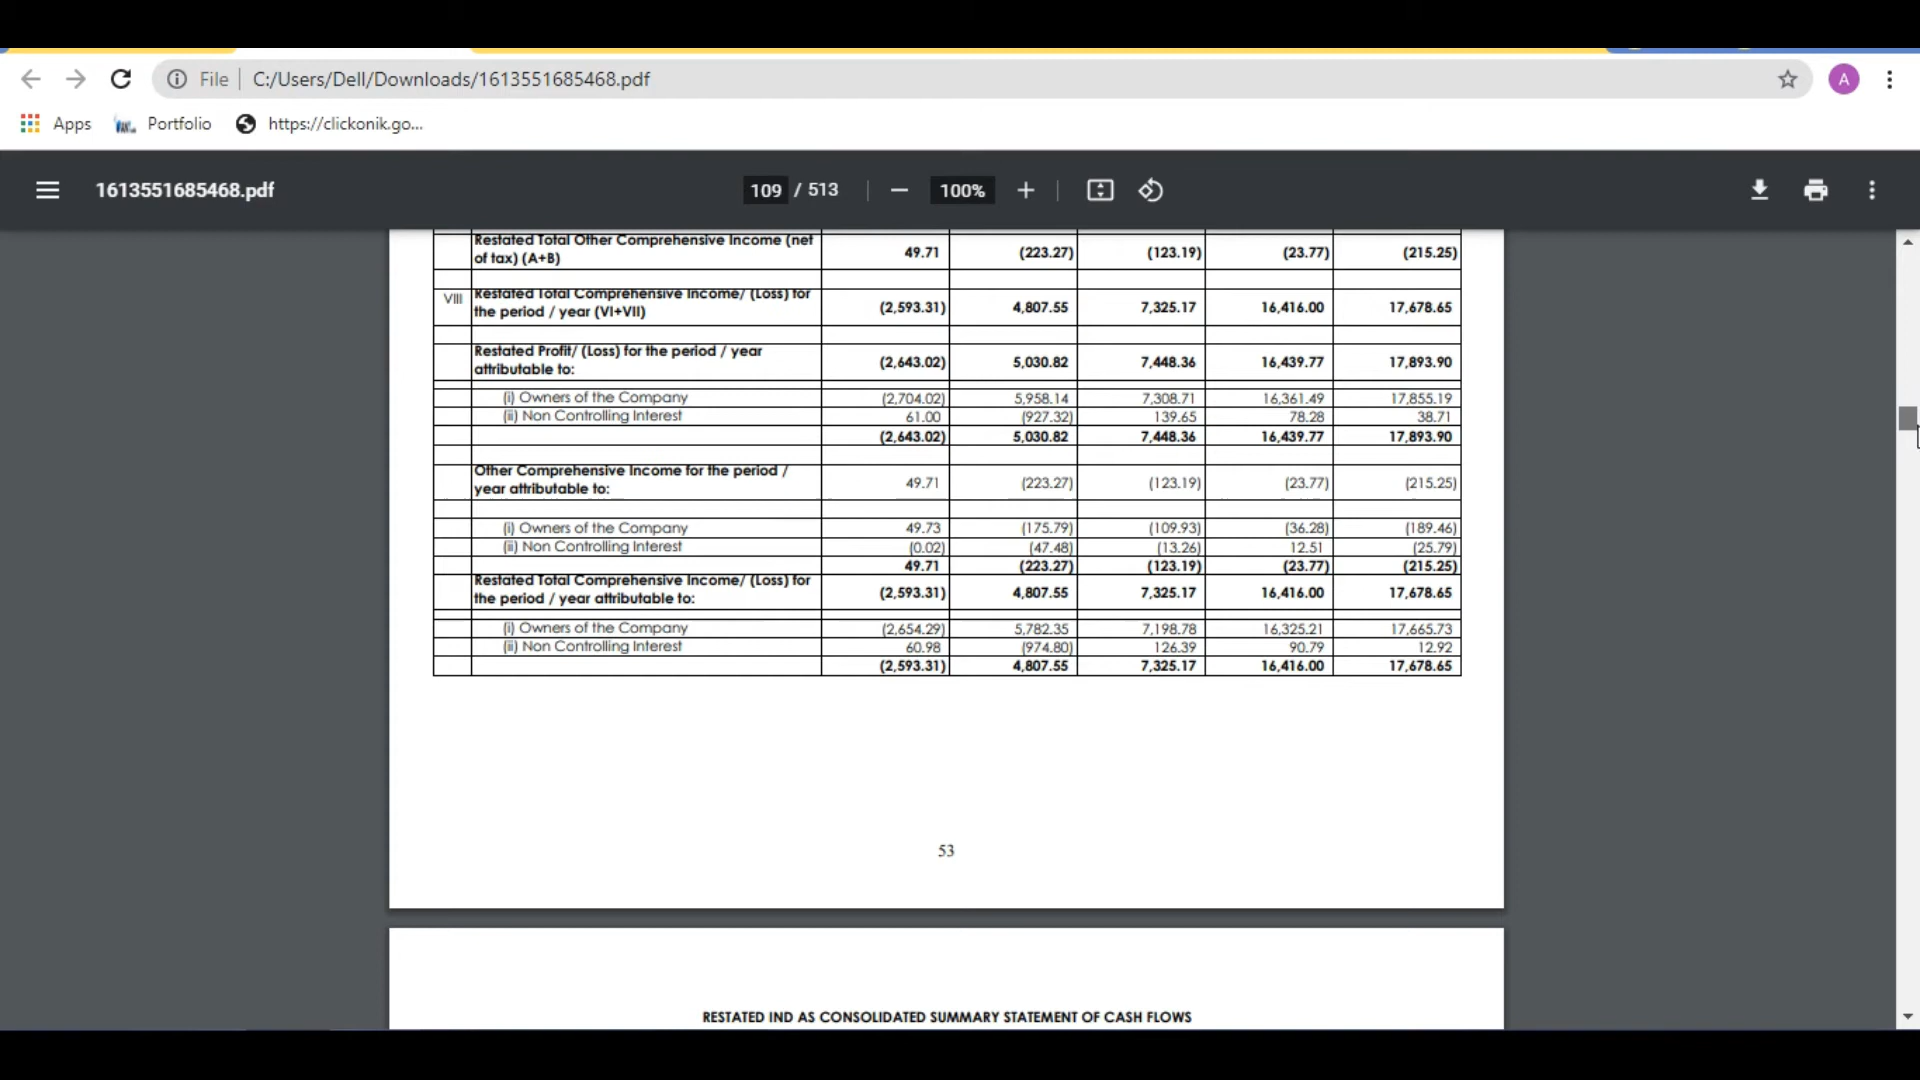 File C:/Users/Dell/Downloads/1613551685468.pdf
A
Apps Portfolio https://clickonik.go...
1613551685468.pdf 109 / 513 100%
Restated Total Other Comprehensive Income (net
of tax) (A+B) 49.71 (223.27) (123.19) (23.77) (215.25)
VIII Restated Total Comprehensive Income/ (Loss) for
the period / year (VI+VII) (2,593.31) 4,807.55 7,325.17 16,416.00 17,678.65
Restated Profit/ (Loss) for the period / year
attributable to: (2,643.02) 5,030.82 7,448.36 16,439.77 17,893.90
(i) Owners of the Company (2,704.02) 5,958.14 7,308.71 16,361.49 17,855.19
(ii) Non Controlling Interest 61.00 (927.32) 139.65 78.28 38.71
(2,643.02) 5,030.82 7,448.36 16,439.77 17,893.90
Other Comprehensive Income for the period /
year attributable to: 49.71 (223.27) (123.19) (23.77) (215.25)
(i) Owners of the Company 49.73 (175.79) (109.93) (36.28) (189.46)
(ii) Non Controlling Interest (0.02) (47.48) (13.26) 12.51 (25.79)
49.71 (223.27) (123.19) (23.77) (215.25)
Restated Total Comprehensive Income/ (Loss) for
the period / year attributable to: (2,593.31) 4,807.55 7,325.17 16,416.00 17,678.65
(i) Owners of the Company (2,654.29) 5,782.35 7,198.78 16,325.21 17,665.73
(ii) Non Controlling Interest 60.98 (974.80) 126.39 90.79 12.92
(2,593.31) 4,807.55 7,325.17 16,416.00 17,678.65
53
RESTATED IND AS CONSOLIDATED SUMMARY STATEMENT OF CASH FLOWS